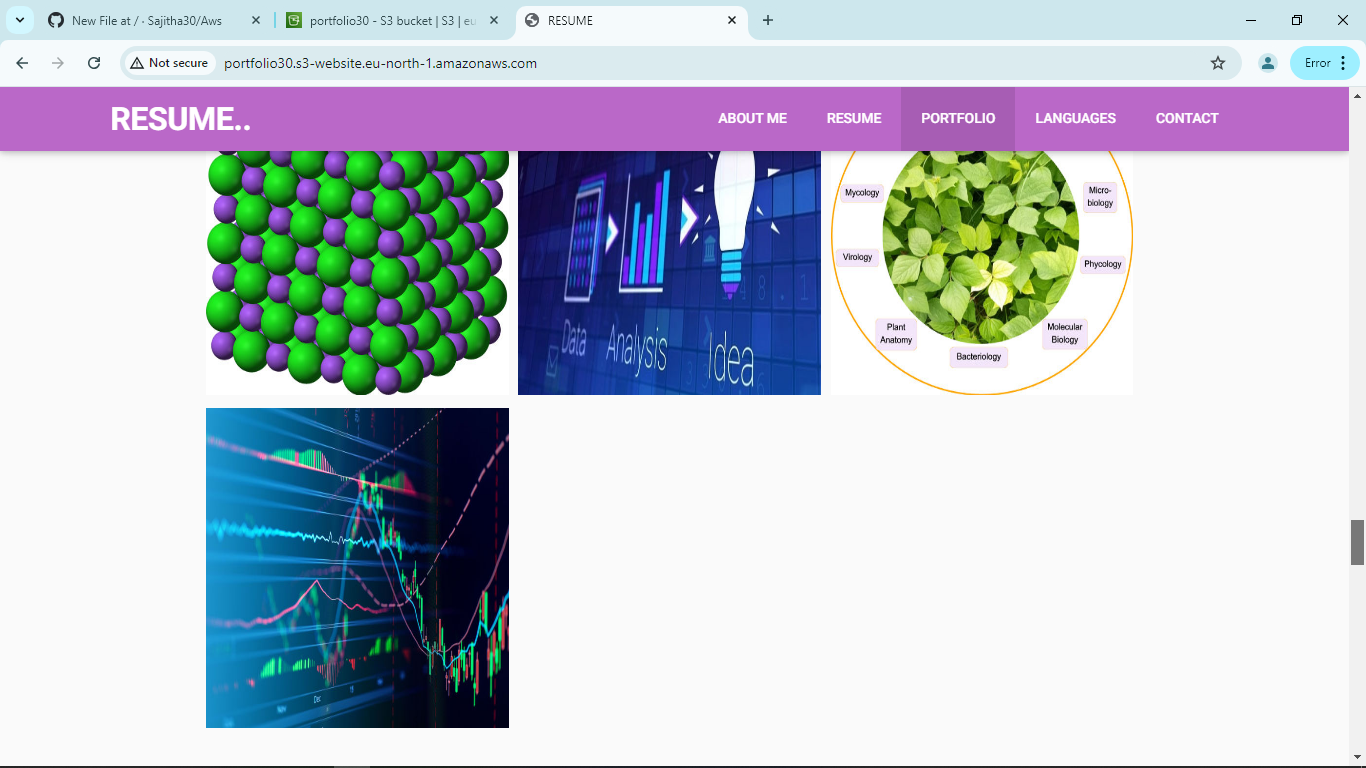 New File at / · Sajitha30/Aws
portfolio30 - S3 bucket | S3 | eu
RESUME
Not secure
portfolio30.s3-website.eu-north-1.amazonaws.com
Error
RESUME..
ABOUT ME
RESUME
PORTFOLIO
LANGUAGES
CONTACT
Data
Analysis
Idea
Mycology
Micro-
biology
Virology
Phycology
Plant
Anatomy
Molecular
Biology
Bacteriology
Dec